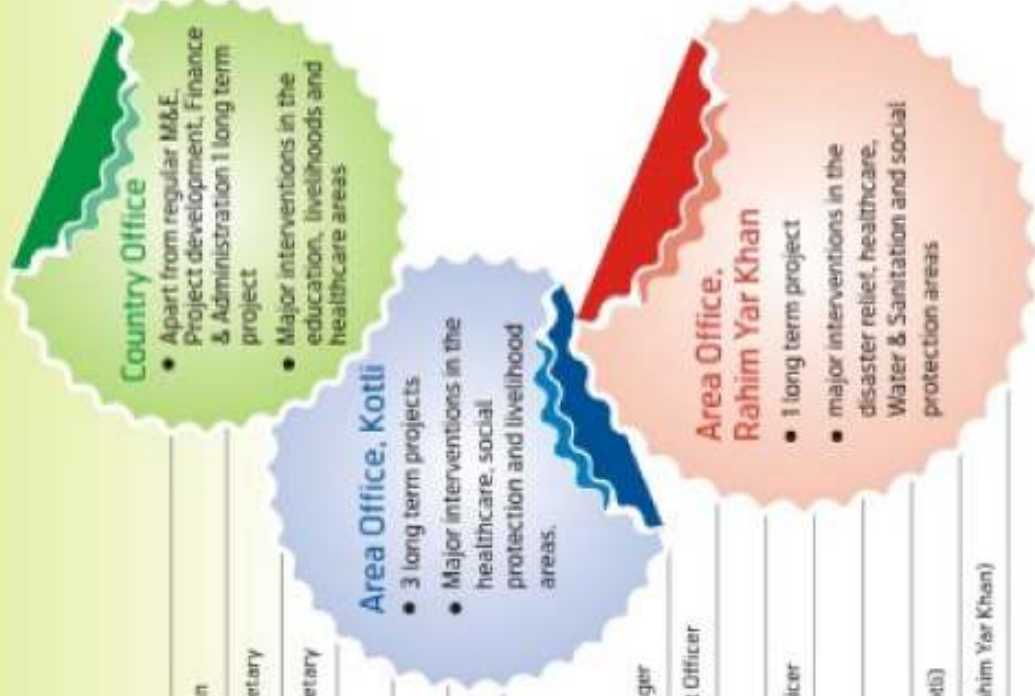 Country Office
• Apart from regular M&E,
Project development, Finance
& Administration 1 long term
project
• Major interventions in the
education, livelihoods and
healthcare areas
Area Office, Kotli
• 3 long term projects
• Major interventions in the
healthcare, social
protection and livelihood
areas.
Area Office,
Rahim Yar Khan
• 1 long term project
• major interventions in the
disaster relief, healthcare,
Water & Sanitation and social
protection areas
n
etary
etary
ger
Officer
icer
tli)
him Yar Khan)